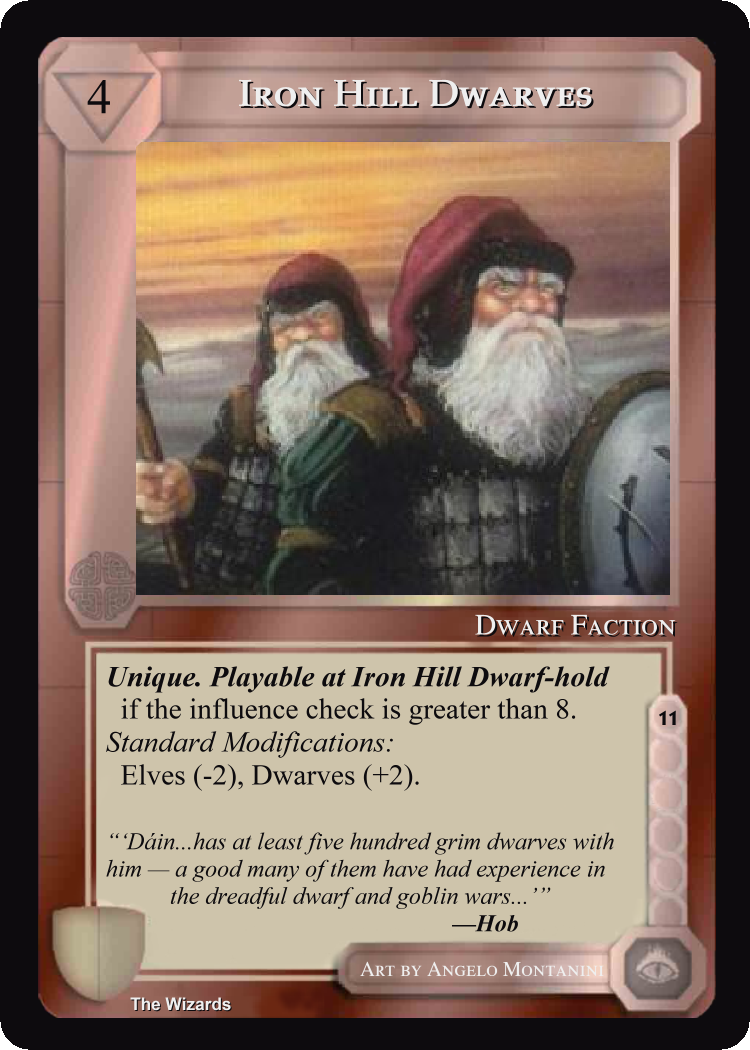 4
Iron Hill Dwarves
Dwarf Faction
Unique. Playable at Iron Hill Dwarf-hold
if the influence check is greater than 8.
Standard Modifications:
Elves (-2), Dwarves (+2).
11
“‘Dáin...has at least five hundred grim dwarves with
him — a good many of them have had experience in
the dreadful dwarf and goblin wars...’”
—Hob
Art by Angelo Montanini
The Wizards